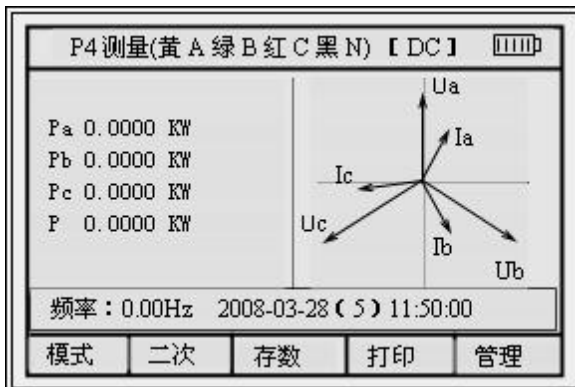 P4测量(黄A绿B红C黑N)【DC】
Ua
Pa 0.0000 KW
Ia
Pb 0.0000 KW
Ic
Pc 0.0000 KW
P 0.0000 KW
Uc
Ib
Ub
频率：0.00Hz 2008-03-28(5)11:50:00
模式 二次 存数 打印 管理